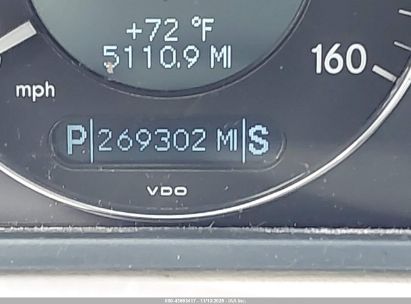 +72 °F
5110.9 MI
160
mph
P 269302 MI S
VDO